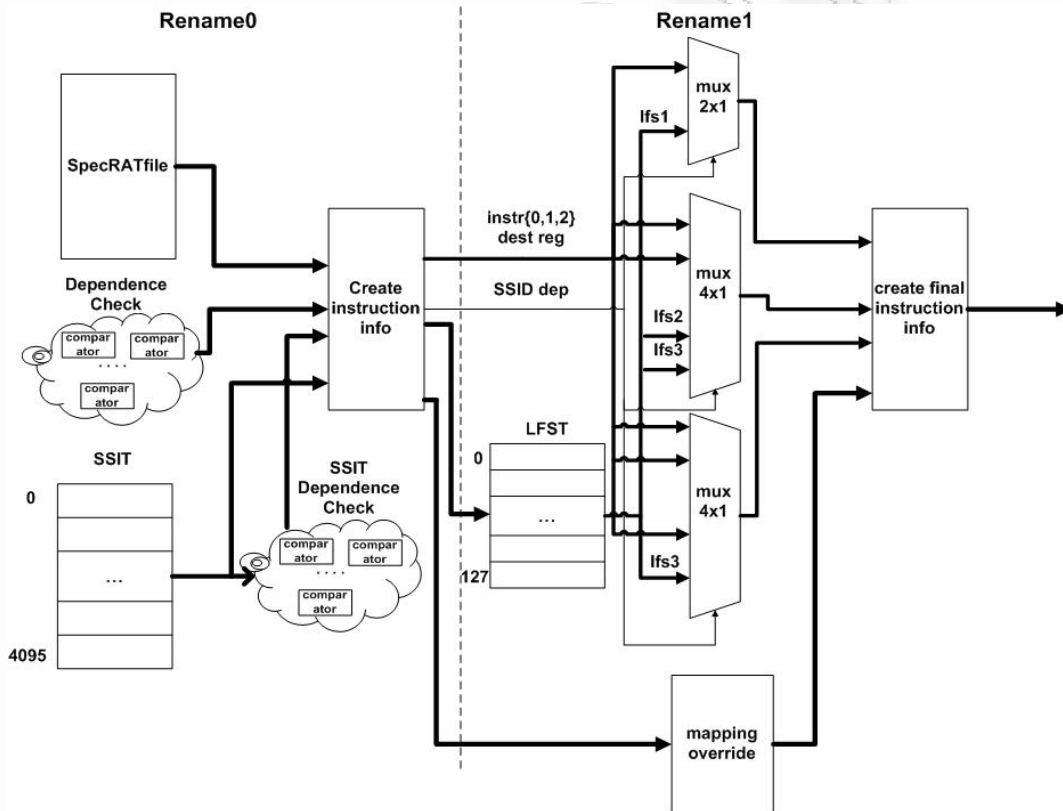 Rename0
Rename1
SpecRATfile
mux
2x1
lfs1
Create
instruction
info
instr{0,1,2}
dest reg
SSID dep
mux
4x1
lfs2
lfs3
create final
instruction
info
Dependence
Check
compar
ator
compar
ator
....
compar
ator
SSIT
0
...
4095
SSIT
Dependence
Check
compar
ator
compar
ator
....
compar
ator
LFST
0
...
127
mux
4x1
lfs3
mapping
override